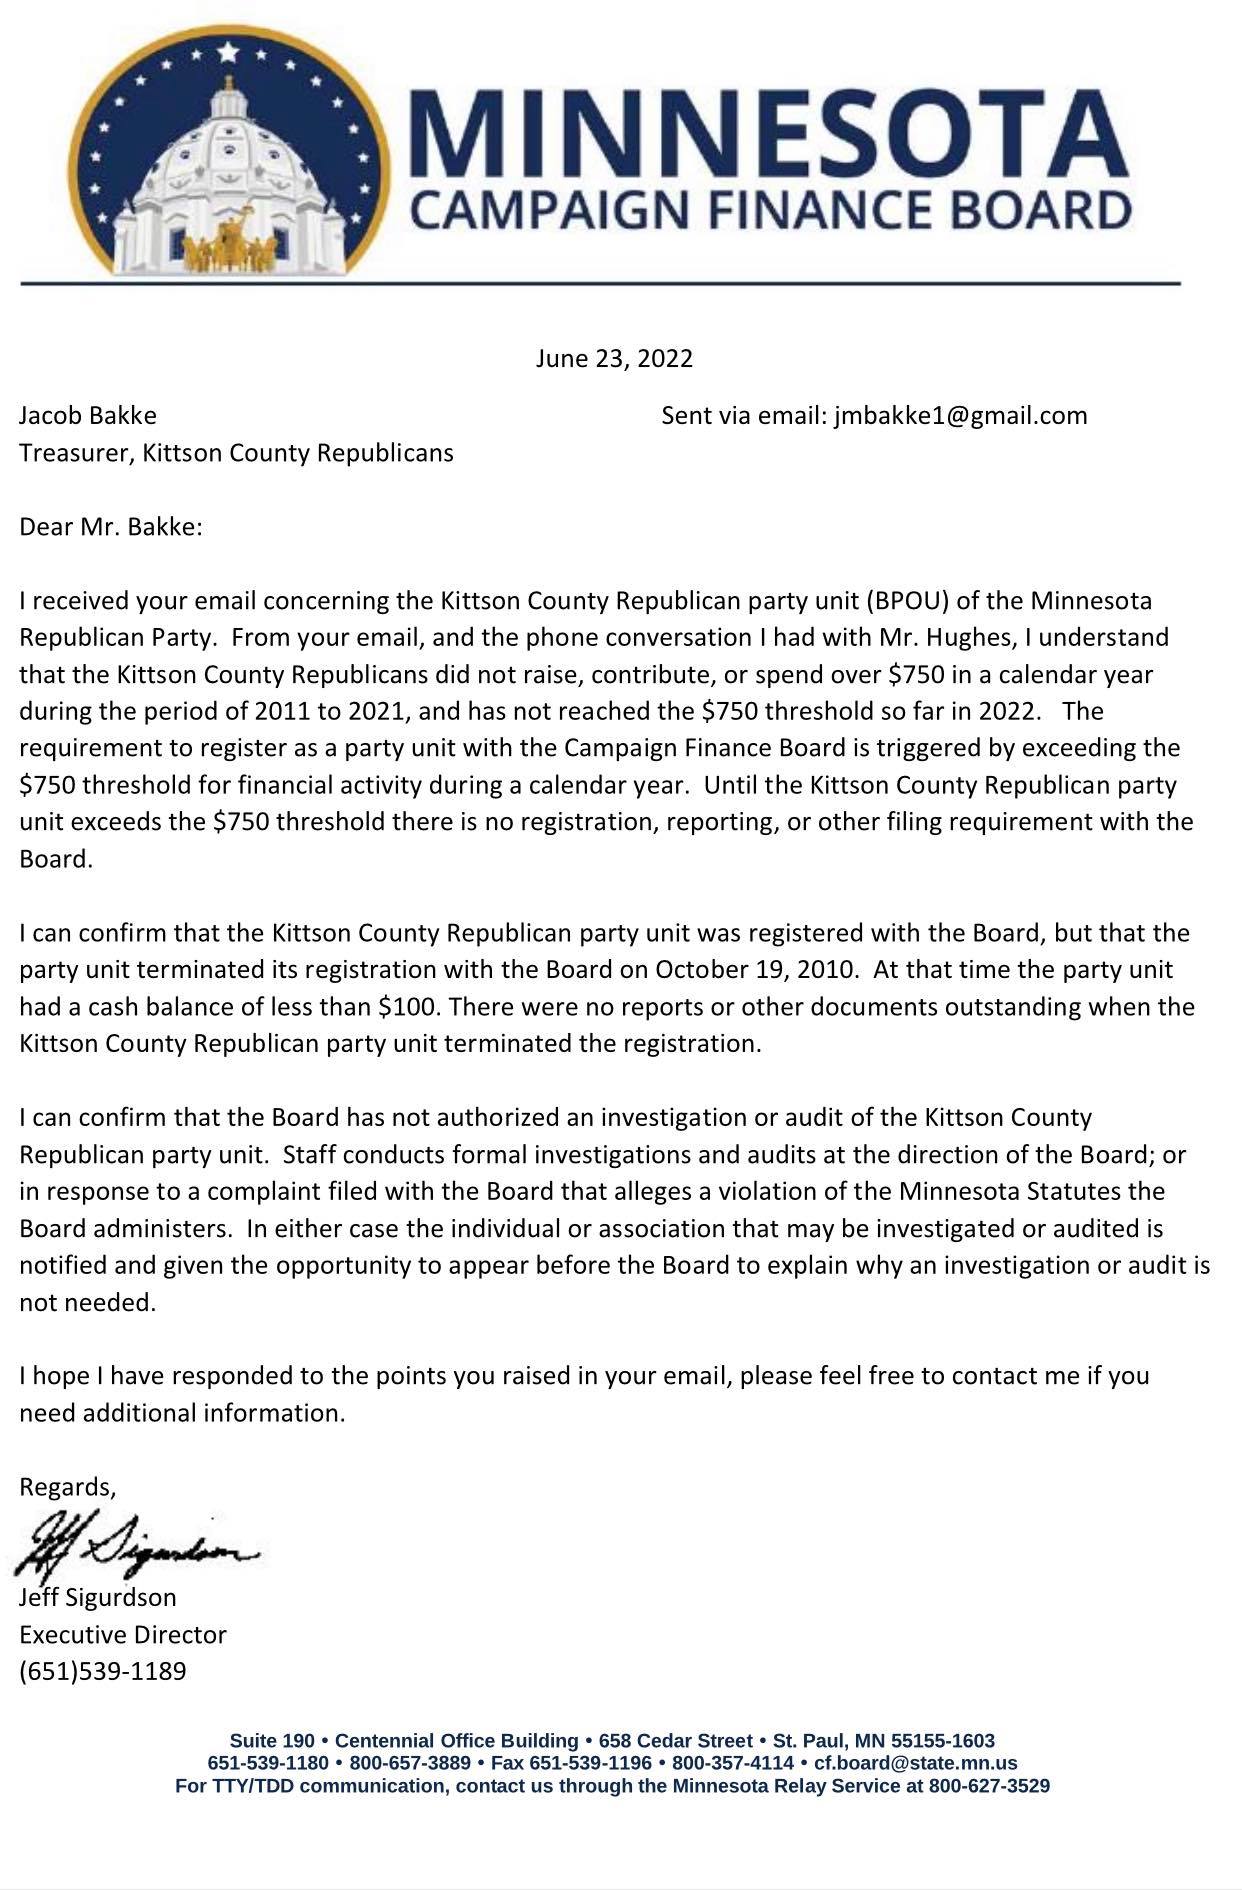 MINNESOTA
CAMPAIGN FINANCE BOARD
June 23, 2022
Jacob Bakke Sent via email: jmbakke1@gmail.com
Treasurer, Kittson County Republicans
Dear Mr. Bakke:
I received your email concerning the Kittson County Republican party unit (BPOU) of the Minnesota
Republican Party.  From your email, and the phone conversation I had with Mr. Hughes, I understand
that the Kittson County Republicans did not raise, contribute, or spend over $750 in a calendar year
during the period of 2011 to 2021, and has not reached the $750 threshold so far in 2022.   The
requirement to register as a party unit with the Campaign Finance Board is triggered by exceeding the
$750 threshold for financial activity during a calendar year.  Until the Kittson County Republican party
unit exceeds the $750 threshold there is no registration, reporting, or other filing requirement with the
Board.
I can confirm that the Kittson County Republican party unit was registered with the Board, but that the
party unit terminated its registration with the Board on October 19, 2010.  At that time the party unit
had a cash balance of less than $100. There were no reports or other documents outstanding when the
Kittson County Republican party unit terminated the registration.
I can confirm that the Board has not authorized an investigation or audit of the Kittson County
Republican party unit.  Staff conducts formal investigations and audits at the direction of the Board; or
in response to a complaint filed with the Board that alleges a violation of the Minnesota Statutes the
Board administers.  In either case the individual or association that may be investigated or audited is
notified and given the opportunity to appear before the Board to explain why an investigation or audit is
not needed.
I hope I have responded to the points you raised in your email, please feel free to contact me if you
need additional information.
Regards,
Jeff Sigurdson
Jeff Sigurdson
Executive Director
(651)539-1189
Suite 190 • Centennial Office Building • 658 Cedar Street • St. Paul, MN 55155-1603
651-539-1180 • 800-657-3889 • Fax 651-539-1196 • 800-357-4114 • cf.board@state.mn.us
For TTY/TDD communication, contact us through the Minnesota Relay Service at 800-627-3529